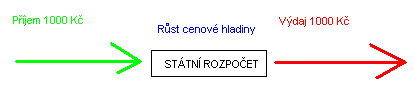 Příjem 1000 Kč
Růst cenové hladiny
Výdaj 1000 Kč
STÁTNÍ ROZPOČET